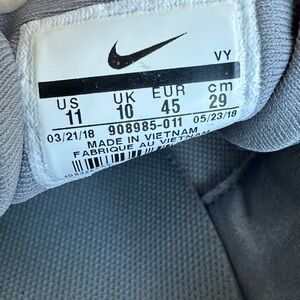 VY
US UK EUR cm
11 10 45 29
03/21/18 908985-011 05/23/18
MADE IN VIETNAM
FABRIQUE AU VIETNAM